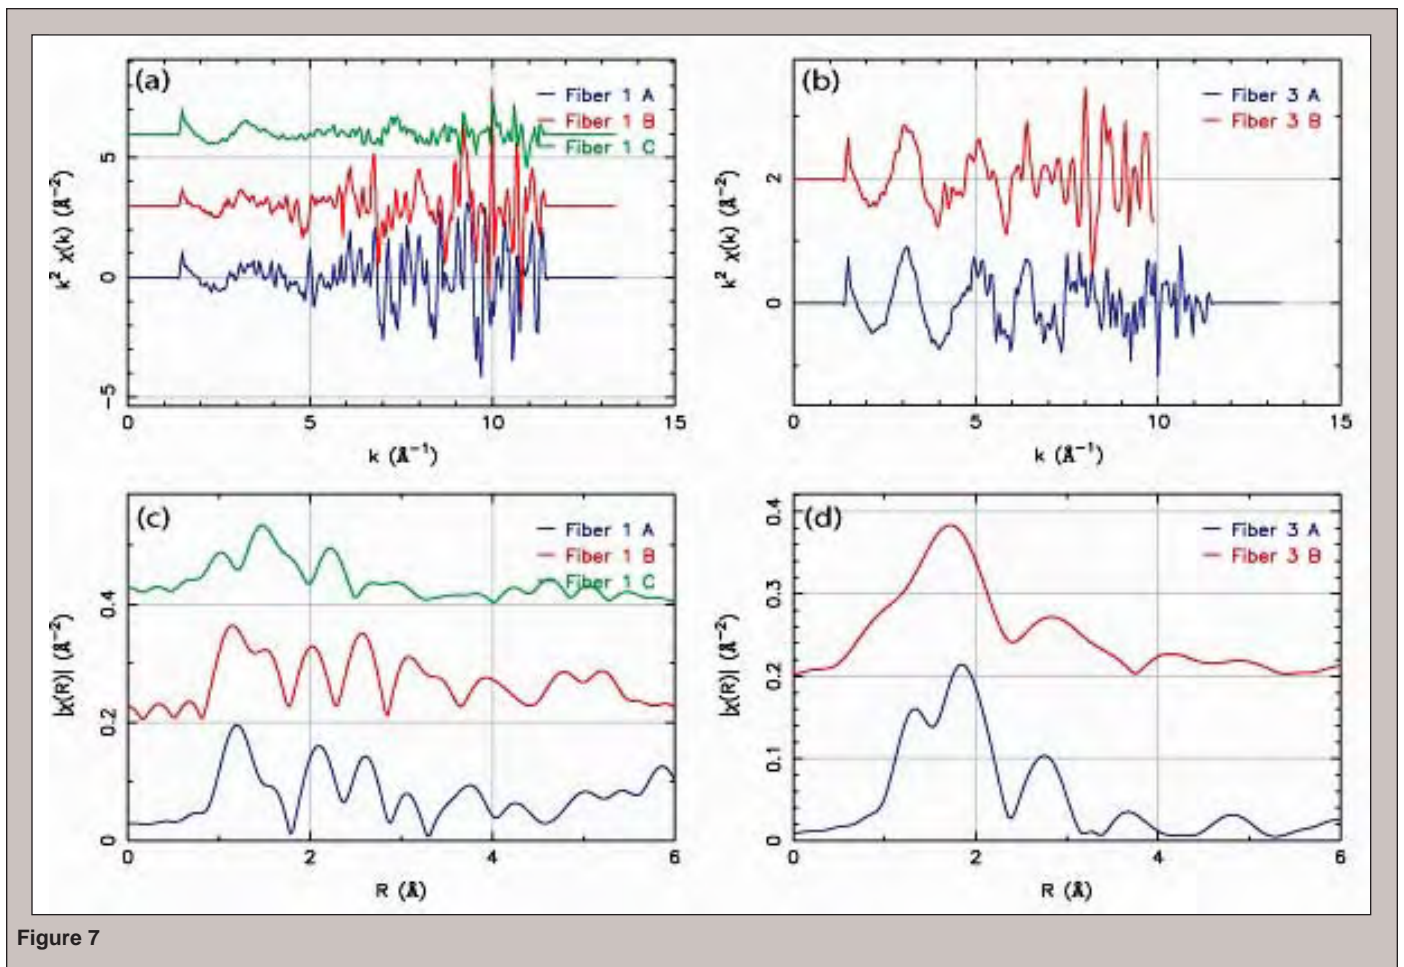 (a)
Fiber 1 A
Fiber 1 B
Fiber 1 C
k² χ(k) (Å⁻²)
5
0
−5
0 5 10 15
k (Å⁻¹)
(b)
Fiber 3 A
Fiber 3 B
k² χ(k) (Å⁻²)
2
0
0 5 10 15
k (Å⁻¹)
(c)
Fiber 1 A
Fiber 1 B
Fiber 1 C
|χ(R)| (Å⁻²)
0.4
0.2
0
0 2 4 6
R (Å)
(d)
Fiber 3 A
Fiber 3 B
|χ(R)| (Å⁻²)
0.4
0.3
0.2
0.1
0
0 2 4 6
R (Å)
Figure 7